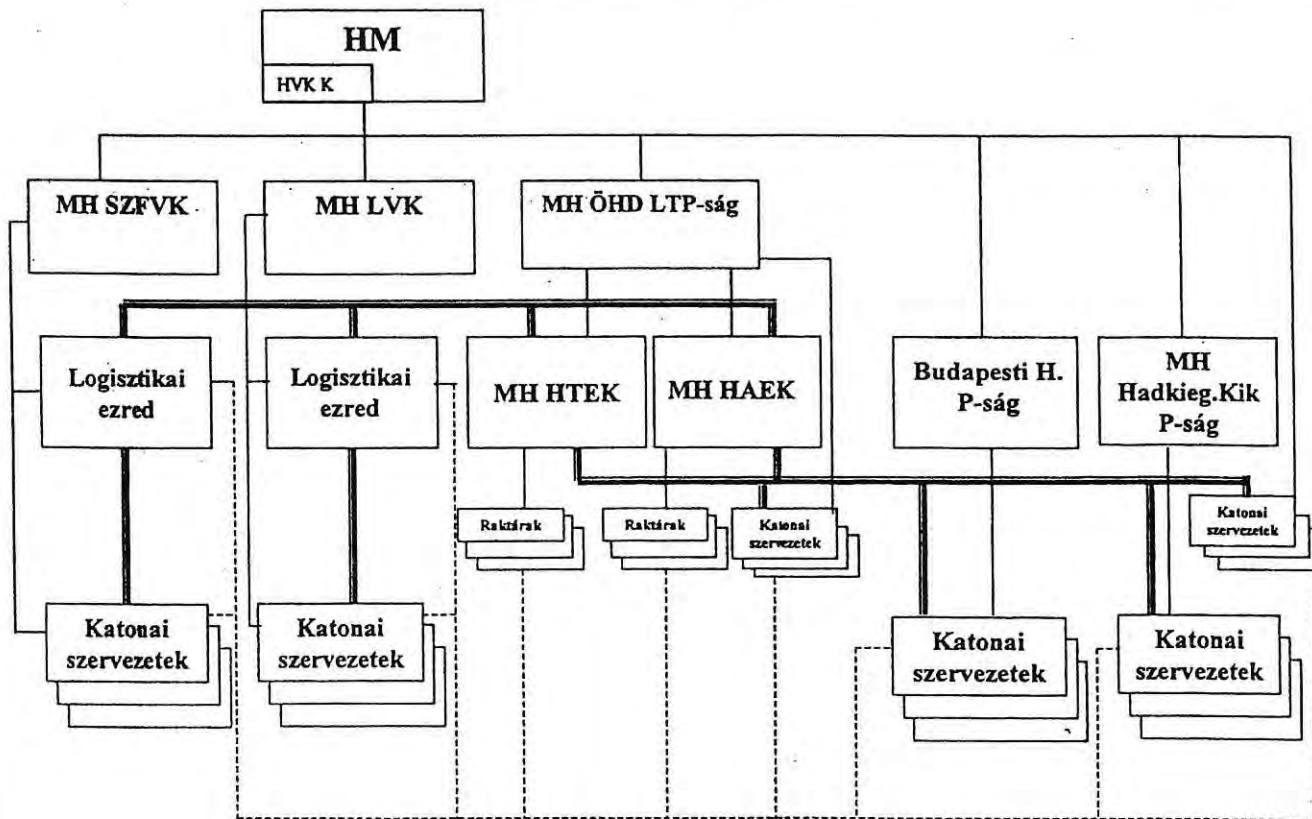 HM
HVK K
MH SZFVK
MH LVK
MH ÖHD LTP-ság
Logisztikai
ezred
Logisztikai
ezred
MH HTEK
MH HAEK
Budapesti H.
P-ság
MH
Hadkieg.Kik
P-ság
Raktárak
Raktárak
Katonai
szervezetek
Katonai
szervezetek
Katonai
szervezetek
Katonai
szervezetek
Katonai
szervezetek
Katonai
szervezetek